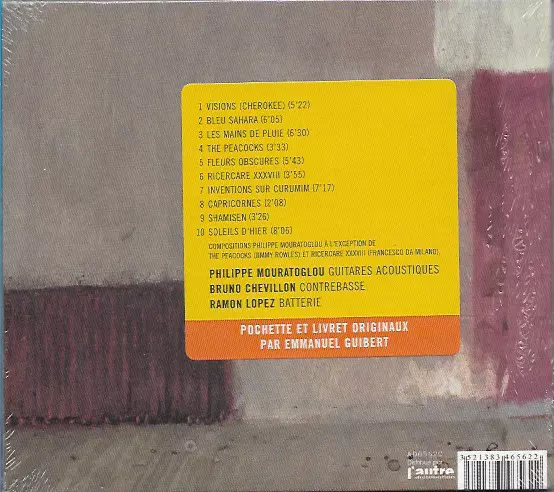 1 VISIONS (CHEROKEE) (5'22)
2 BLEU SAHARA (6'05)
3 LES MAINS DE PLUIE (6'30)
4 THE PEACOCKS (3'33)
5 FLEURS OBSCURES (5'43)
6 RICERCARE XXXVIII (3'55)
7 INVENTIONS SUR CURUMIM (7'17)
8 CAPRICORNES (2'08)
9 SHAMISEN (3'26)
10 SOLEILS D'HIER (8'06)
COMPOSITIONS PHILIPPE MOURATOGLOU À L'EXCEPTION DE
THE PEACOCKS (JIMMY ROWLES) ET RICERCARE XXXVIII (FRANCESCO DA MILANO).
PHILIPPE MOURATOGLOU GUITARES ACOUSTIQUES
BRUNO CHEVILLON CONTREBASSE
RAMON LOPEZ BATTERIE
POCHETTE ET LIVRET ORIGINAUX
PAR EMMANUEL GUIBERT
l'autre
distribution
3 521383 465622